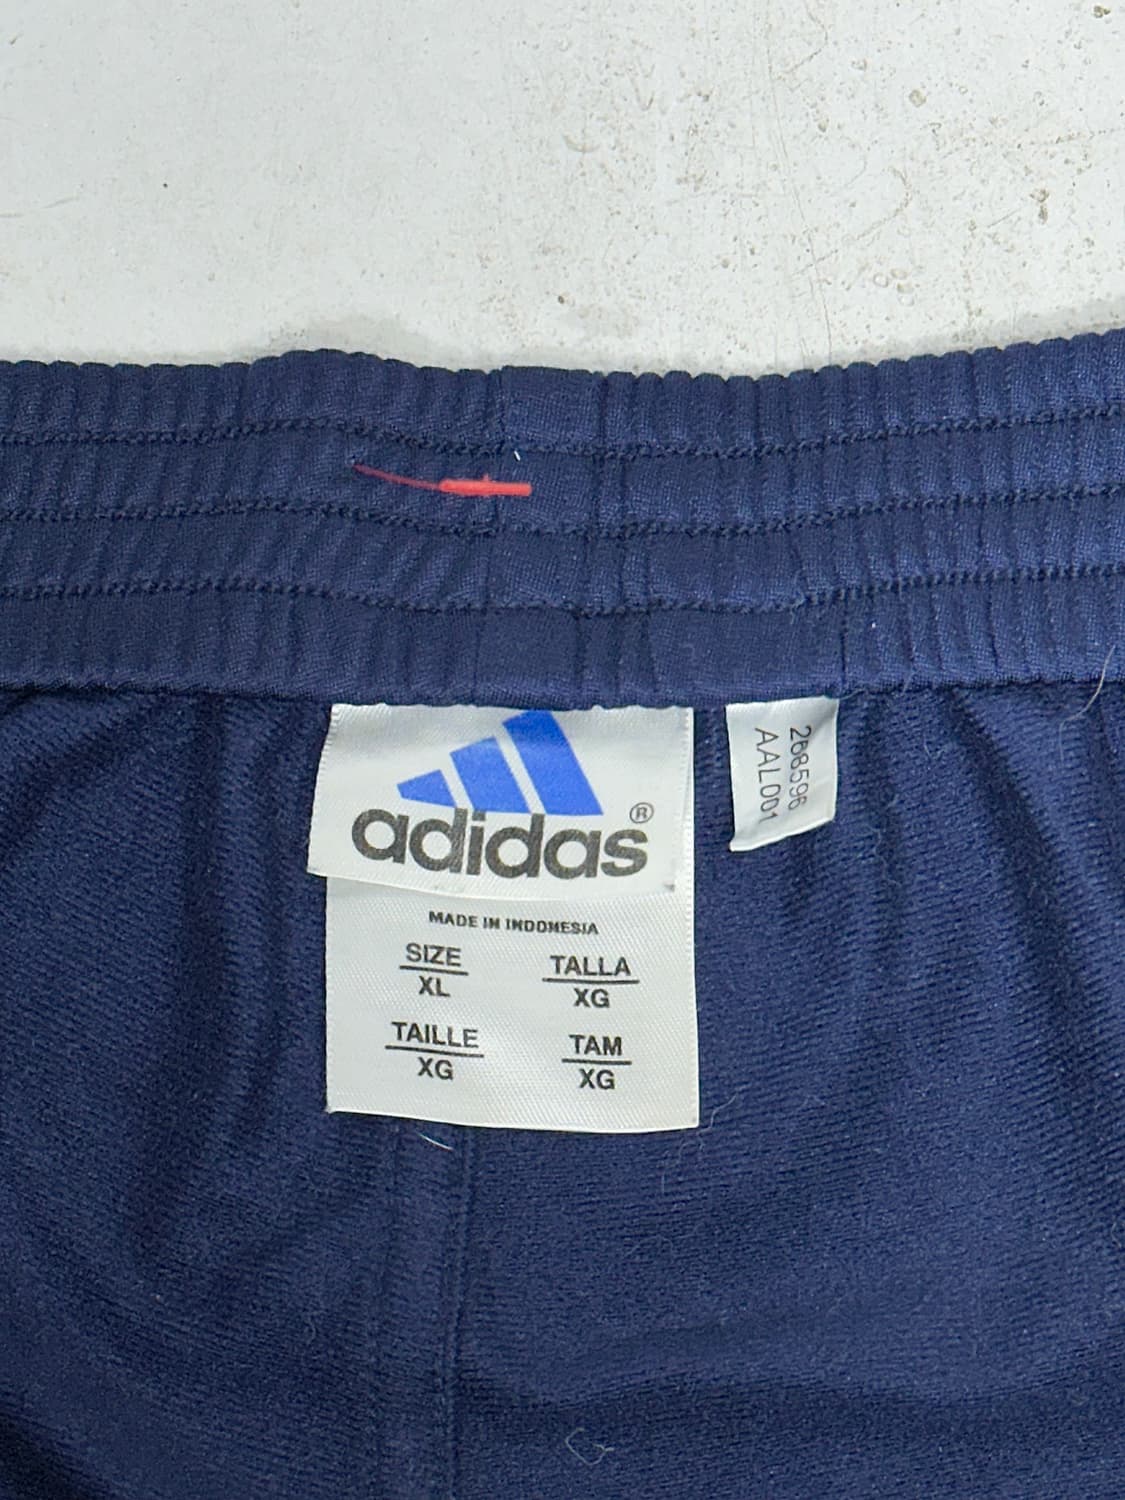 adidas®
MADE IN INDONESIA
SIZE
XL
TALLA
XG
TAILLE
XG
TAM
XG
268596
AAL001